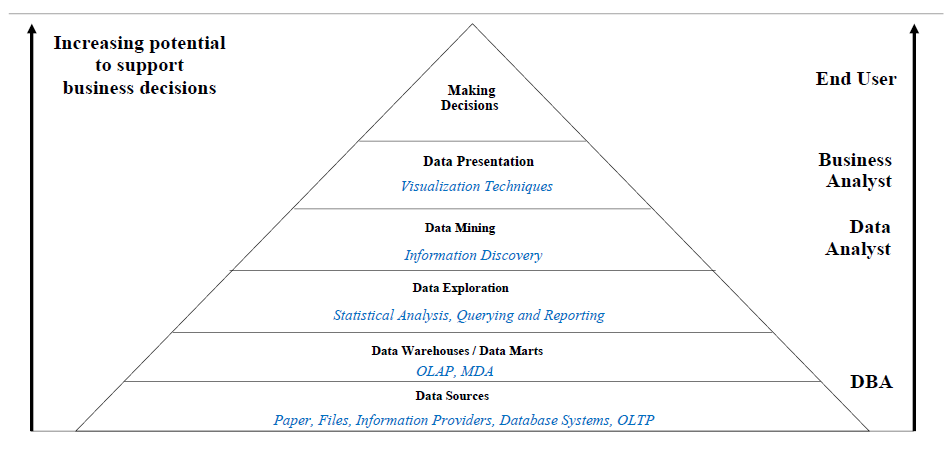 Increasing potential
to support
business decisions
End User
Making
Decisions
Data Presentation
Visualization Techniques
Business
Analyst
Data Mining
Information Discovery
Data
Analyst
Data Exploration
Statistical Analysis, Querying and Reporting
Data Warehouses / Data Marts
OLAP, MDA
DBA
Data Sources
Paper, Files, Information Providers, Database Systems, OLTP